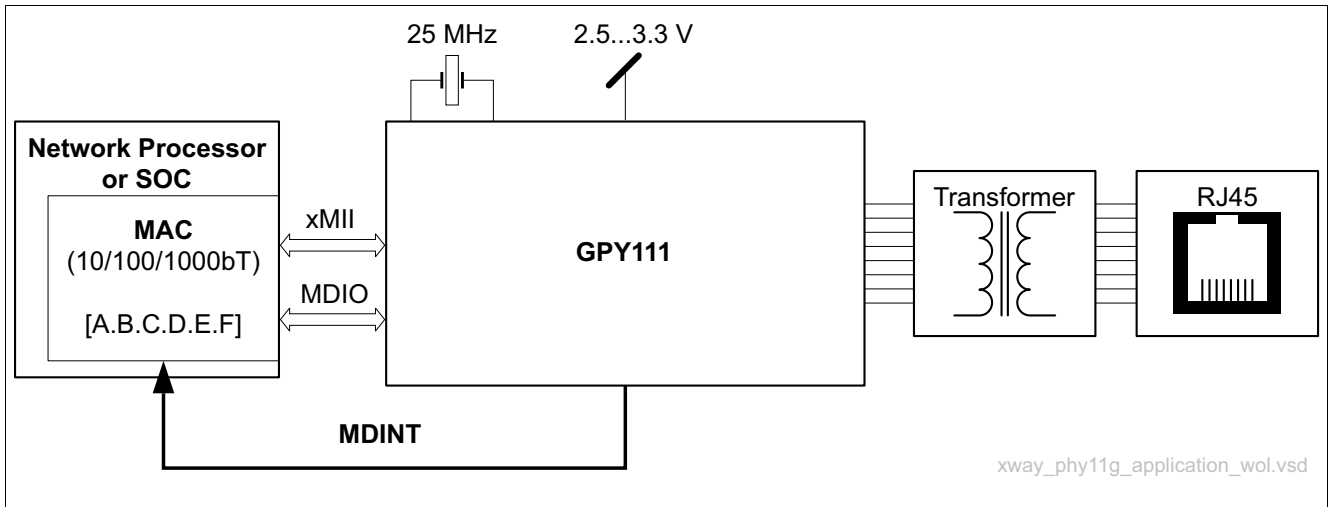 25 MHz
2.5...3.3 V
Network Processor
or SOC
MAC
(10/100/1000bT)
[A.B.C.D.E.F]
xMII
MDIO
GPY111
Transformer
RJ45
MDINT
xway_phy11g_application_wol.vsd